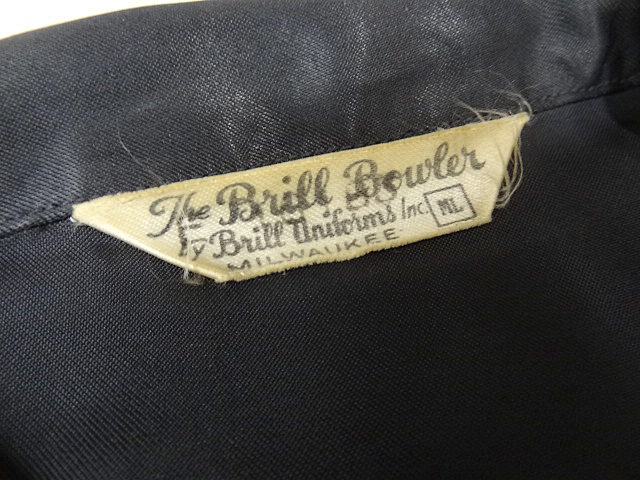 The Brill Bowler
By Brill Uniforms Inc. ML
MILWAUKEE